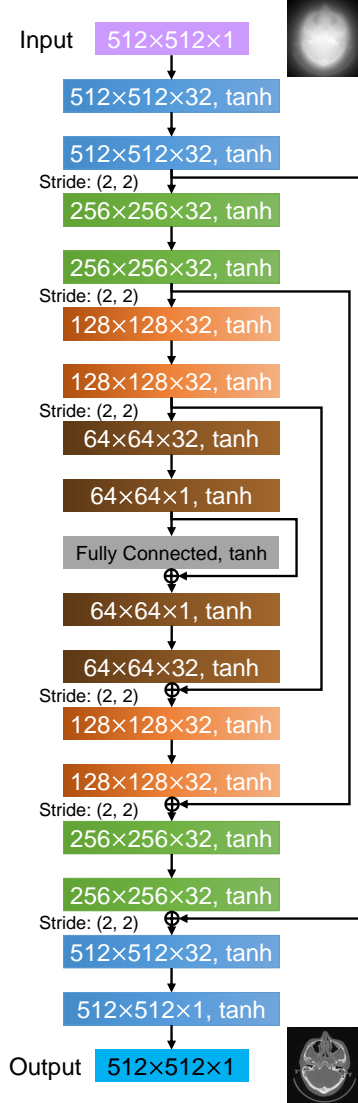 Input 512×512×1
512×512×32, tanh
512×512×32, tanh
Stride: (2, 2)
256×256×32, tanh
256×256×32, tanh
Stride: (2, 2)
128×128×32, tanh
128×128×32, tanh
Stride: (2, 2)
64×64×32, tanh
64×64×1, tanh
Fully Connected, tanh
64×64×1, tanh
64×64×32, tanh
Stride: (2, 2)
128×128×32, tanh
128×128×32, tanh
Stride: (2, 2)
256×256×32, tanh
256×256×32, tanh
Stride: (2, 2)
512×512×32, tanh
512×512×1, tanh
Output 512×512×1